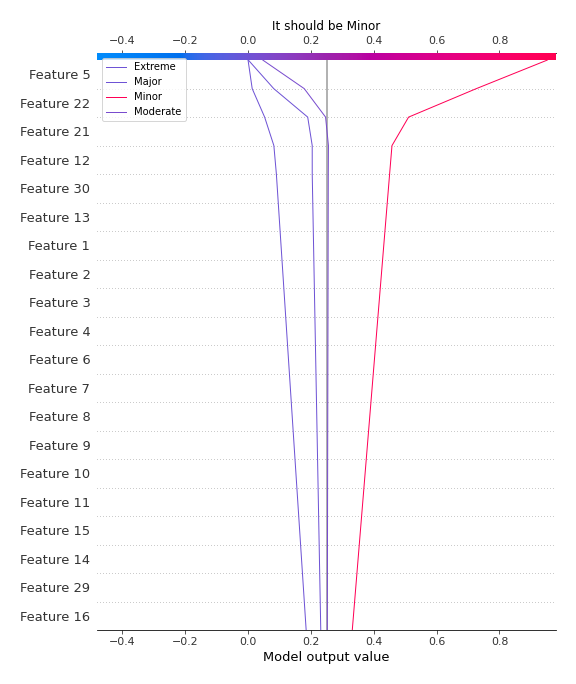 It should be Minor
−0.4 −0.2 0.0 0.2 0.4 0.6 0.8
Extreme
Major
Minor
Moderate
Feature 5
Feature 22
Feature 21
Feature 12
Feature 30
Feature 13
Feature 1
Feature 2
Feature 3
Feature 4
Feature 6
Feature 7
Feature 8
Feature 9
Feature 10
Feature 11
Feature 15
Feature 14
Feature 29
Feature 16
−0.4 −0.2 0.0 0.2 0.4 0.6 0.8
Model output value